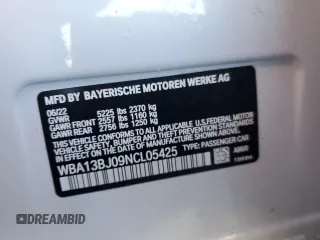 MFD BY BAYERISCHE MOTOREN WERKE AG
06/22
GVWR 5225 lbs 2370 kg
GAWR FRONT 2557 lbs 1160 kg
GAWR REAR 2756 lbs 1250 kg
THIS VEHICLE CONFORMS TO ALL APPLICABLE FEDERAL MOTOR
VEHICLE SAFETY, BUMPER, AND THEFT PREVENTION STANDARDS
IN EFFECT ON THE DATE OF MANUFACTURE SHOWN ABOVE.
WBA13BJ09NCL05425 TYPE: PASSENGER CAR
DREAMBID